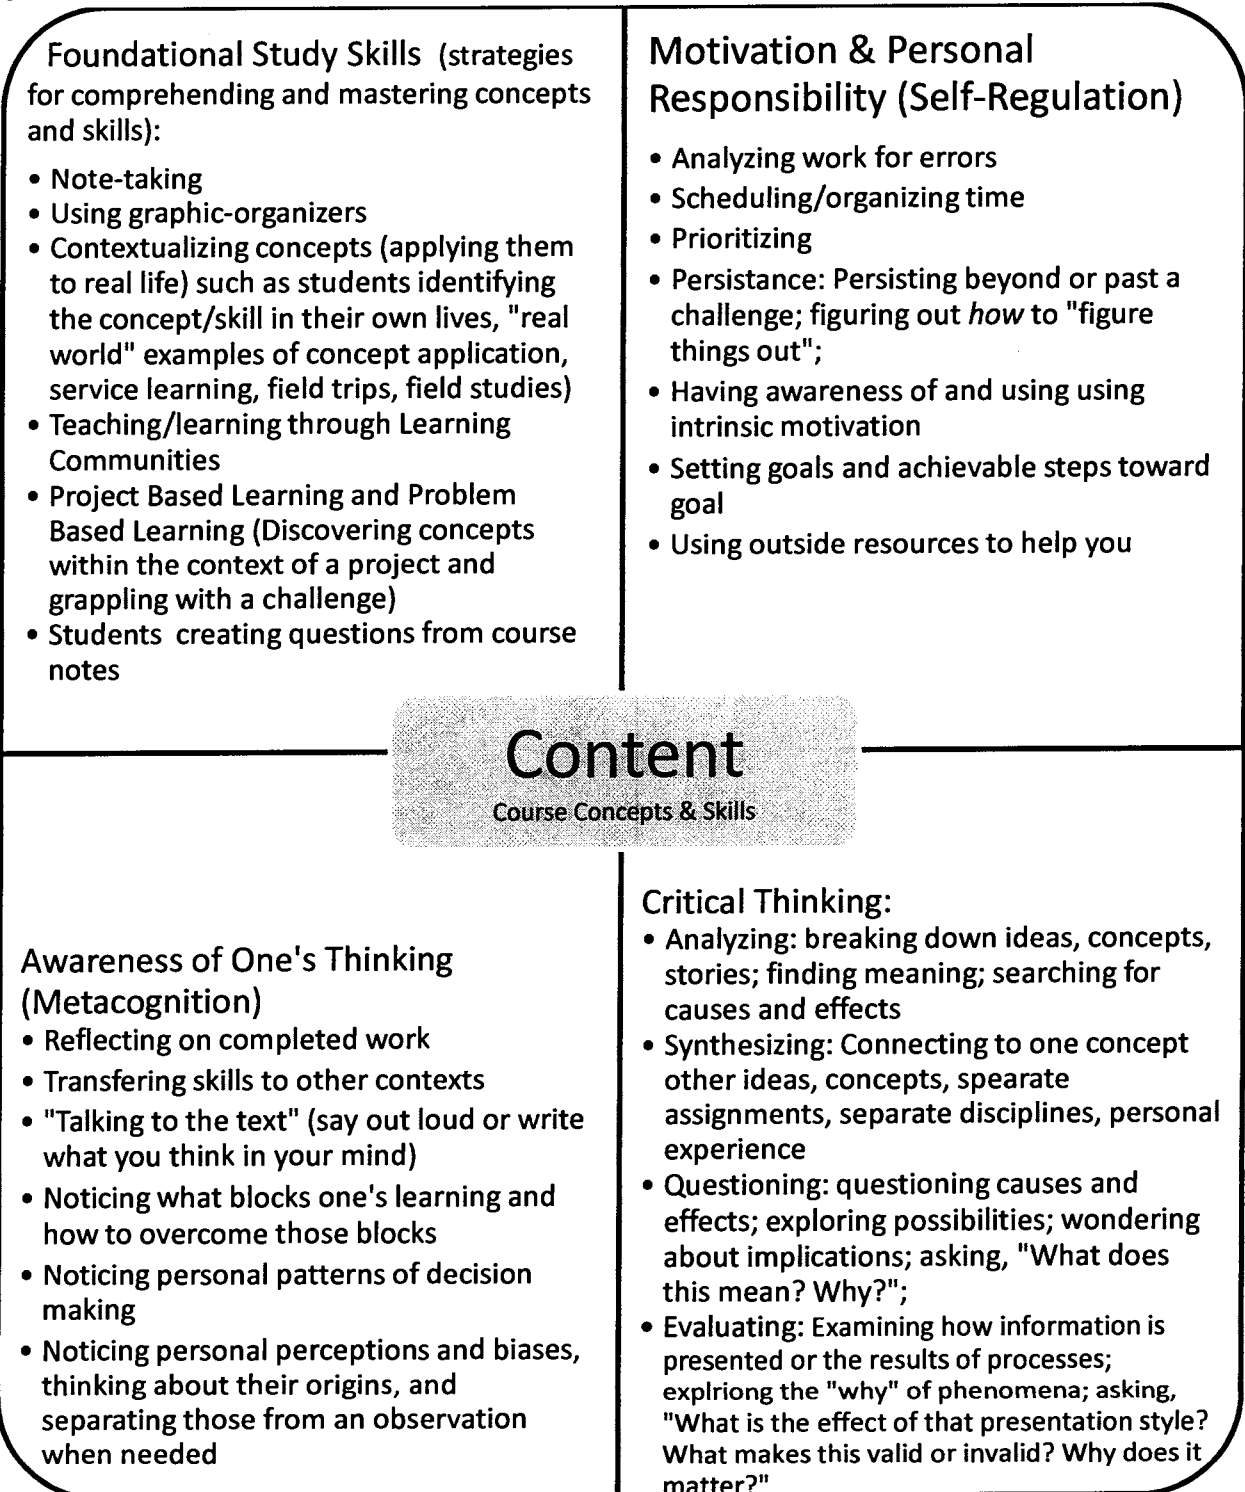 Foundational Study Skills (strategies
for comprehending and mastering concepts
and skills):
• Note-taking
• Using graphic-organizers
• Contextualizing concepts (applying them
to real life) such as students identifying
the concept/skill in their own lives, "real
world" examples of concept application,
service learning, field trips, field studies)
• Teaching/learning through Learning
Communities
• Project Based Learning and Problem
Based Learning (Discovering concepts
within the context of a project and
grappling with a challenge)
• Students creating questions from course
notes
Motivation & Personal
Responsibility (Self-Regulation)
• Analyzing work for errors
• Scheduling/organizing time
• Prioritizing
• Persistance: Persisting beyond or past a
challenge; figuring out how to "figure
things out";
• Having awareness of and using using
intrinsic motivation
• Setting goals and achievable steps toward
goal
• Using outside resources to help you
Content
Course Concepts & Skills
Awareness of One's Thinking
(Metacognition)
• Reflecting on completed work
• Transfering skills to other contexts
• "Talking to the text" (say out loud or write
what you think in your mind)
• Noticing what blocks one's learning and
how to overcome those blocks
• Noticing personal patterns of decision
making
• Noticing personal perceptions and biases,
thinking about their origins, and
separating those from an observation
when needed
Critical Thinking:
• Analyzing: breaking down ideas, concepts,
stories; finding meaning; searching for
causes and effects
• Synthesizing: Connecting to one concept
other ideas, concepts, spearate
assignments, separate disciplines, personal
experience
• Questioning: questioning causes and
effects; exploring possibilities; wondering
about implications; asking, "What does
this mean? Why?";
• Evaluating: Examining how information is
presented or the results of processes;
explriong the "why" of phenomena; asking,
"What is the effect of that presentation style?
What makes this valid or invalid? Why does it
matter?"